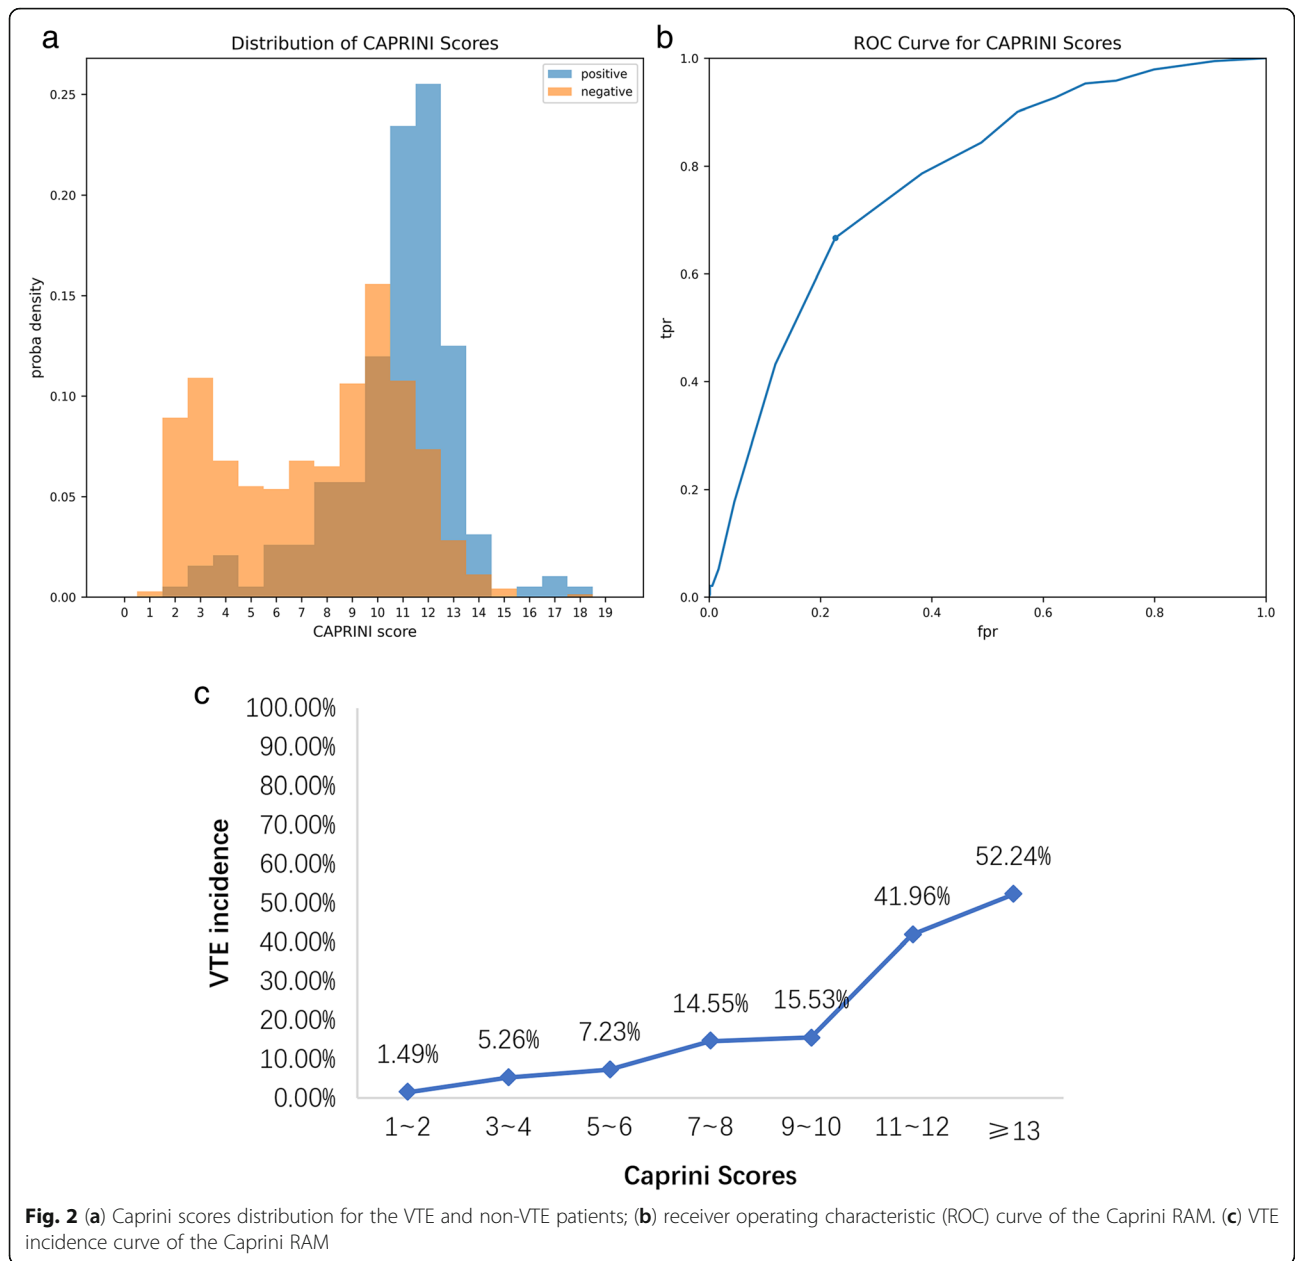 a
Distribution of CAPRINI Scores
positive
negative
0.25
0.20
0.15
0.10
0.05
0.00
proba density
0 1 2 3 4 5 6 7 8 9 10 11 12 13 14 15 16 17 18 19
CAPRINI score
b
ROC Curve for CAPRINI Scores
1.0
0.8
0.6
0.4
0.2
0.0
tpr
0.0 0.2 0.4 0.6 0.8 1.0
fpr
c
100.00%
90.00%
80.00%
70.00%
60.00%
50.00%
40.00%
30.00%
20.00%
10.00%
0.00%
VTE incidence
1.49%
5.26%
7.23%
14.55%
15.53%
41.96%
52.24%
1~2 3~4 5~6 7~8 9~10 11~12 ≥13
Caprini Scores
Fig. 2 (a) Caprini scores distribution for the VTE and non-VTE patients; (b) receiver operating characteristic (ROC) curve of the Caprini RAM. (c) VTE
incidence curve of the Caprini RAM